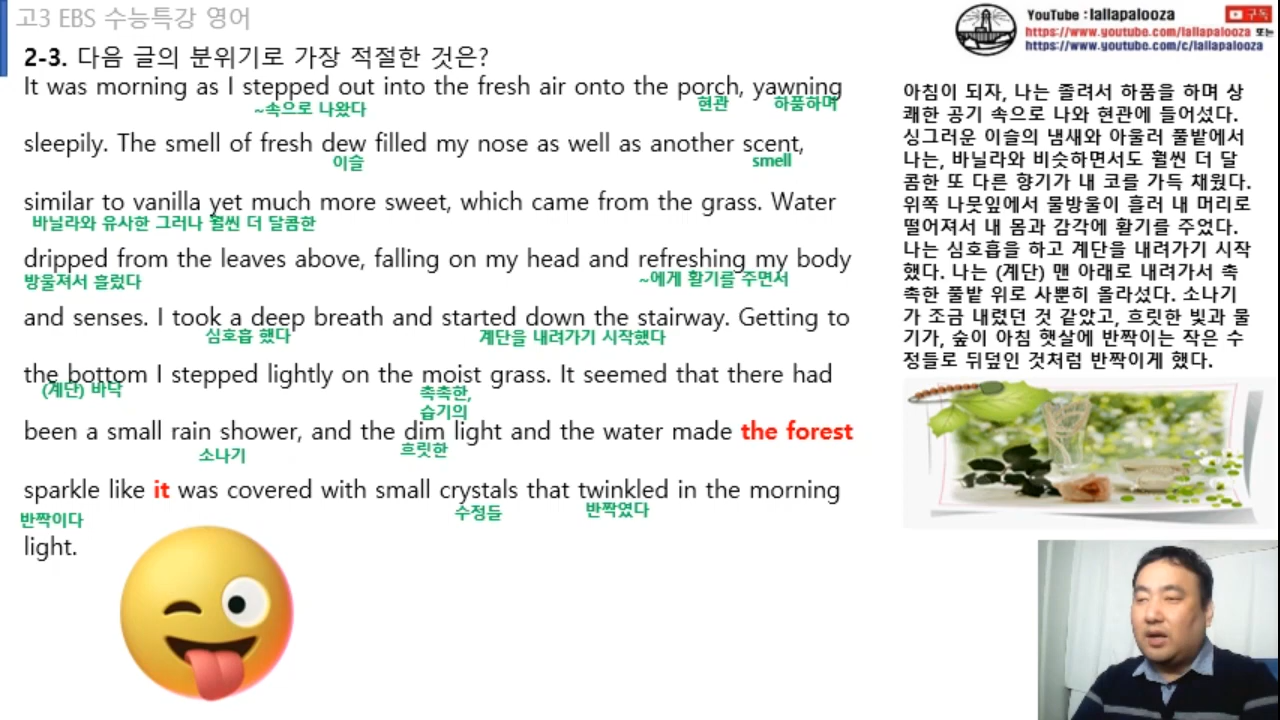 고3 EBS 수능특강 영어
YouTube : lallapalooza
구독
https://www.youtube.com/lallapalooza 또는
https://www.youtube.com/c/lallapalooza
2-3. 다음 글의 분위기로 가장 적절한 것은?
It was morning as I stepped out into the fresh air onto the porch, yawning
~속으로 나왔다 현관 하품하며
sleepily. The smell of fresh dew filled my nose as well as another scent,
이슬 smell
similar to vanilla yet much more sweet, which came from the grass. Water
바닐라와 유사한 그러나 훨씬 더 달콤한
dripped from the leaves above, falling on my head and refreshing my body
방울져서 흘렀다 ~에게 활기를 주면서
and senses. I took a deep breath and started down the stairway. Getting to
심호흡 했다 계단을 내려가기 시작했다
the bottom I stepped lightly on the moist grass. It seemed that there had
(계단) 바닥 촉촉한,
습기의
been a small rain shower, and the dim light and the water made the forest
소나기 흐릿한
sparkle like it was covered with small crystals that twinkled in the morning
반짝이다 수정들 반짝였다
light.
아침이 되자, 나는 졸려서 하품을 하며 상
쾌한 공기 속으로 나와 현관에 들어섰다.
싱그러운 이슬의 냄새와 아울러 풀밭에서
나는, 바닐라와 비슷하면서도 훨씬 더 달
콤한 또 다른 향기가 내 코를 가득 채웠다.
위쪽 나뭇잎에서 물방울이 흘러 내 머리로
떨어져서 내 몸과 감각에 활기를 주었다.
나는 심호흡을 하고 계단을 내려가기 시작
했다. 나는 (계단) 맨 아래로 내려가서 촉
촉한 풀밭 위로 사뿐히 올라섰다. 소나기
가 조금 내렸던 것 같았고, 흐릿한 빛과 물
기가, 숲이 아침 햇살에 반짝이는 작은 수
정들로 뒤덮인 것처럼 반짝이게 했다.